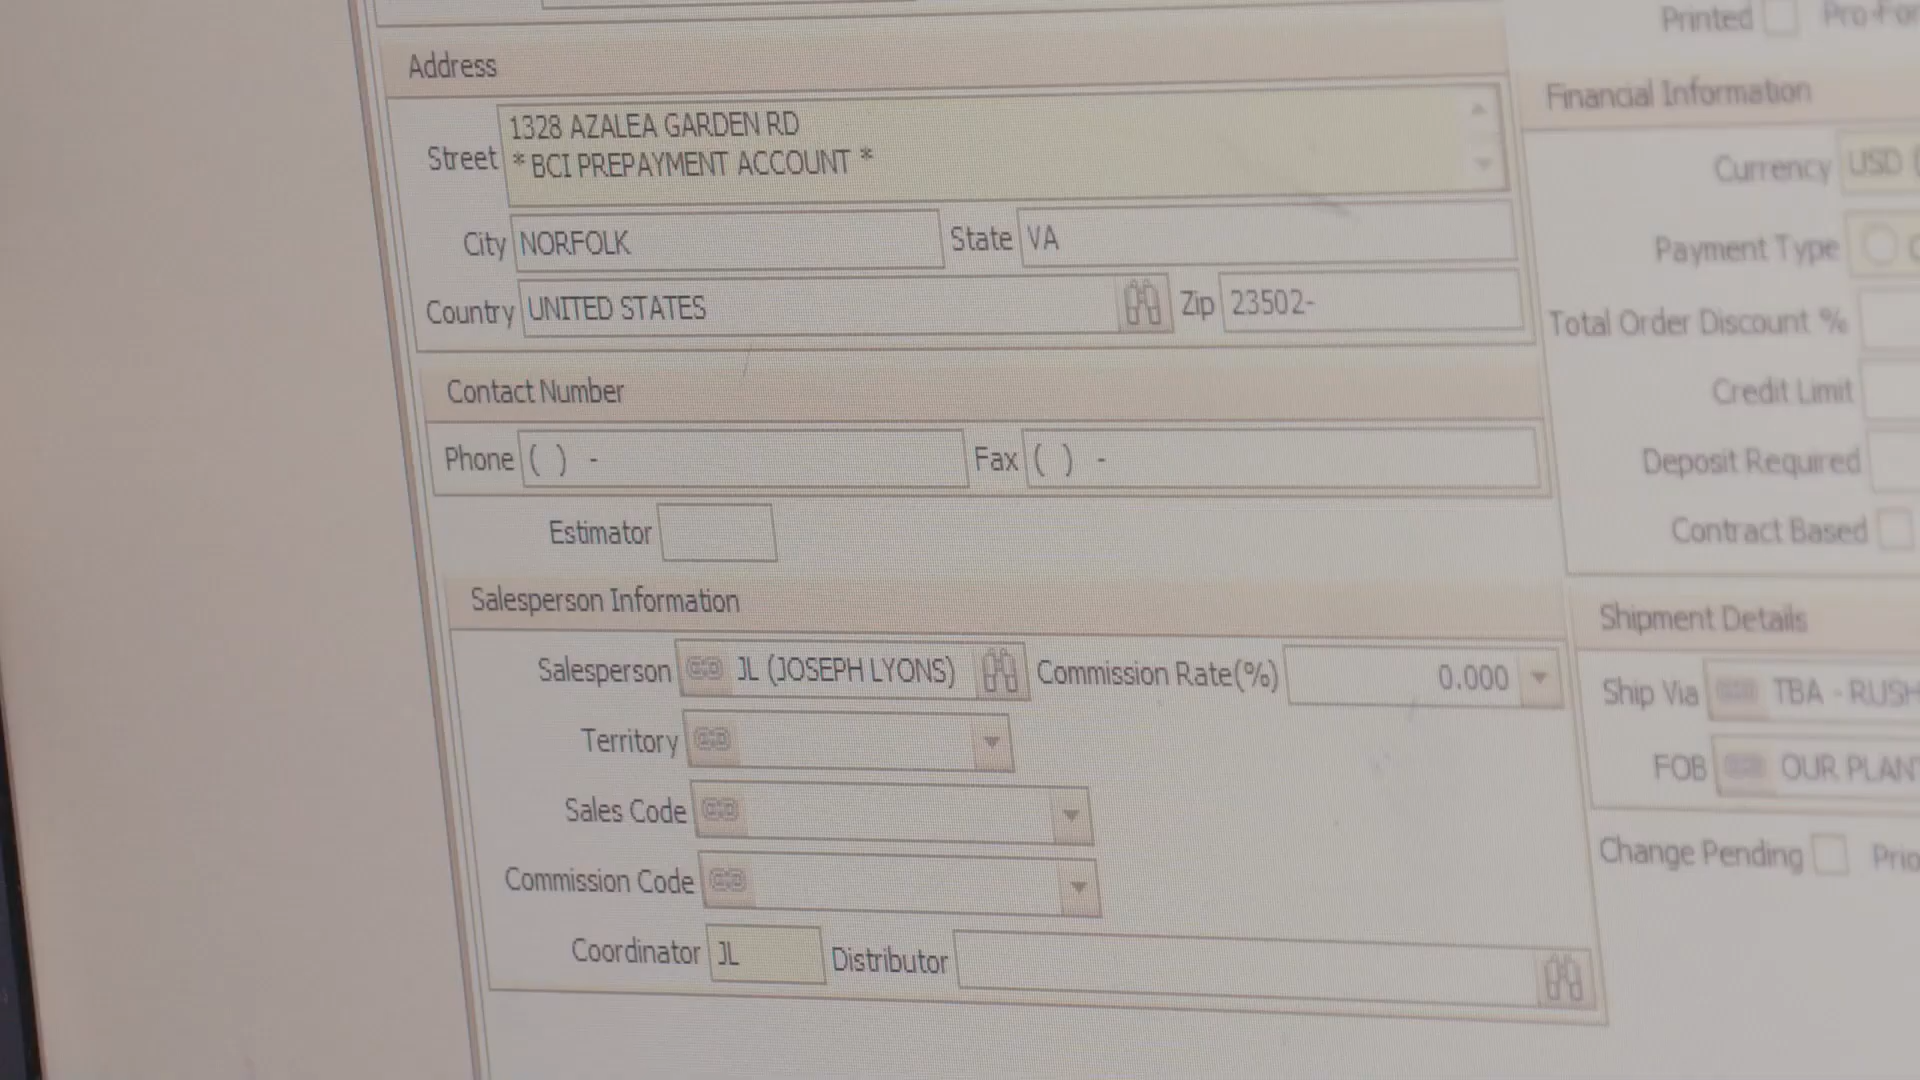 Address
Street 1328 AZALEA GARDEN RD
* BCI PREPAYMENT ACCOUNT *
City NORFOLK State VA
Country UNITED STATES Zip 23502-
Contact Number
Phone ( ) - Fax ( ) -
Estimator
Salesperson Information
Salesperson JL (JOSEPH LYONS) Commission Rate(%) 0.000
Territory
Sales Code
Commission Code
Coordinator JL Distributor
Printed
Financial Information
Currency USD
Payment Type
Total Order Discount %
Credit Limit
Deposit Required
Contract Based
Shipment Details
Ship Via TBA - RUSH
FOB OUR PLANT
Change Pending